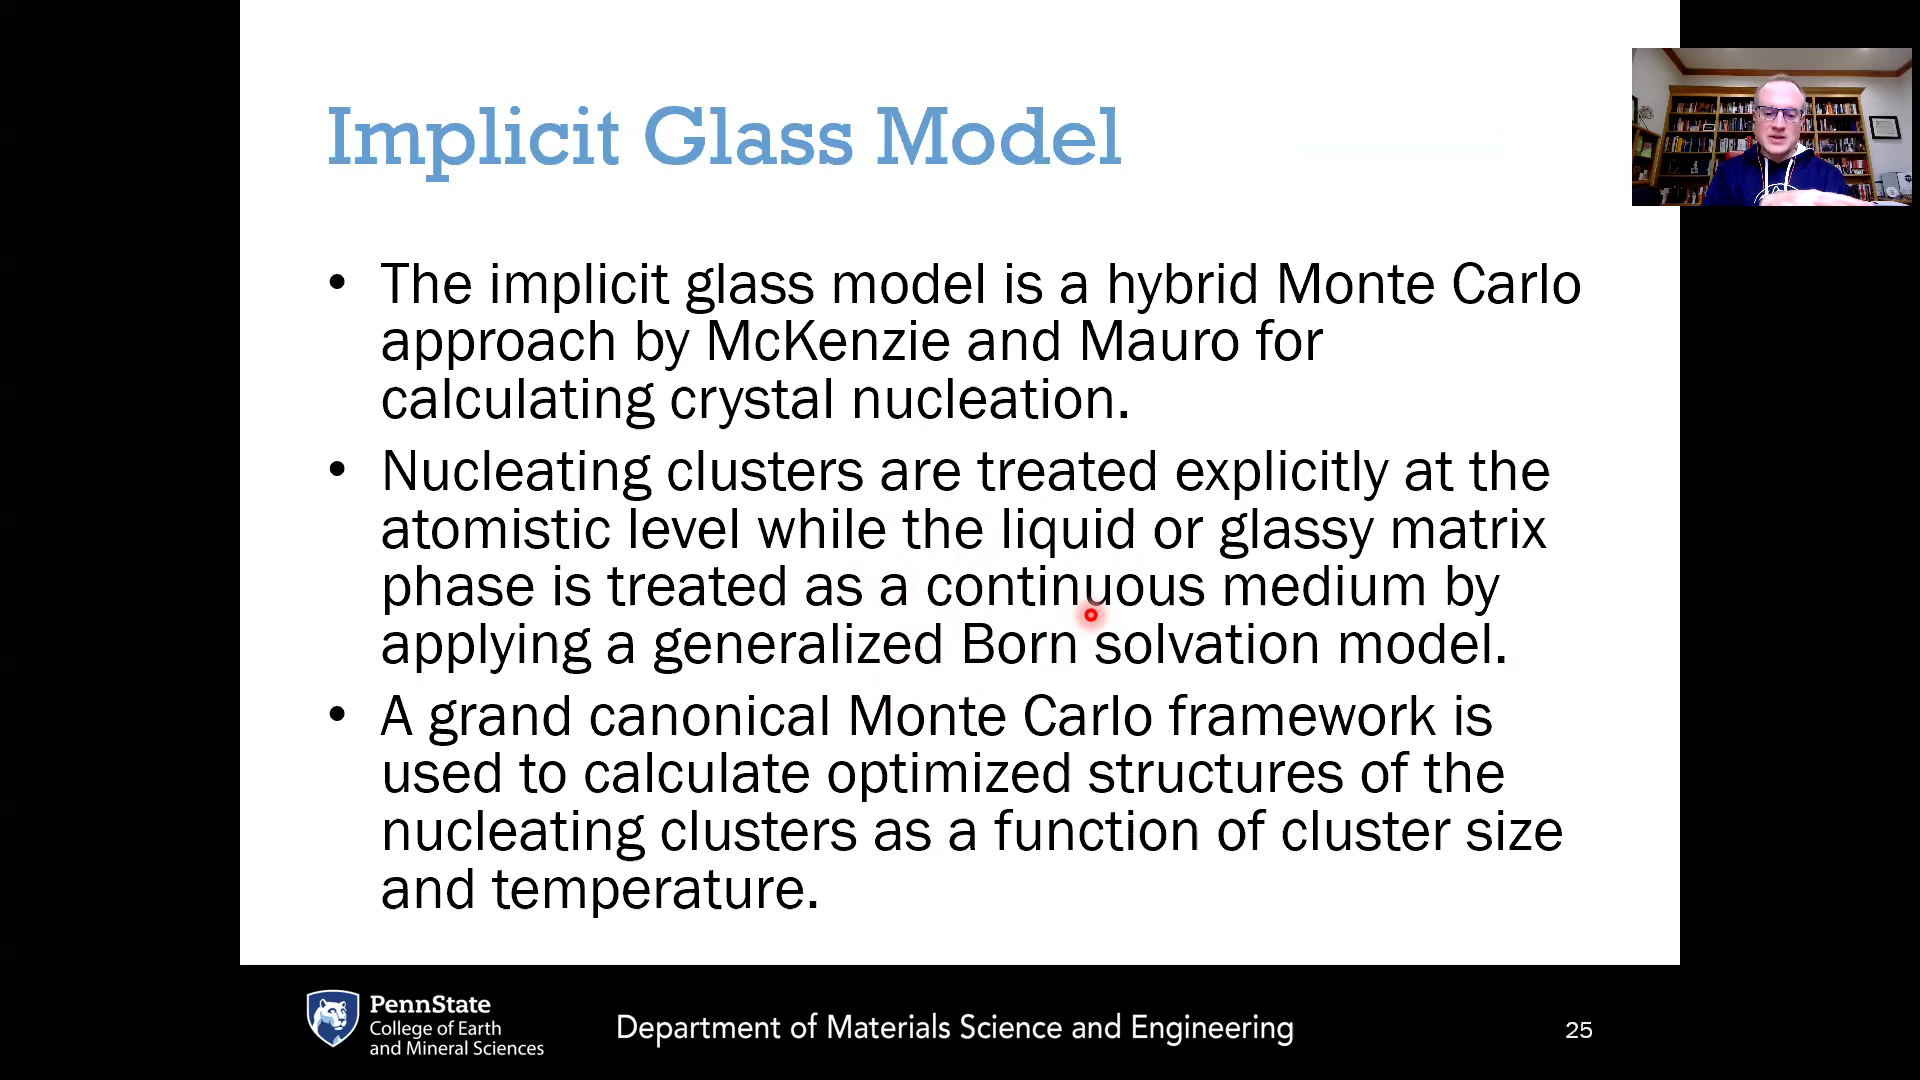 Implicit Glass Model
• The implicit glass model is a hybrid Monte Carlo
approach by McKenzie and Mauro for
calculating crystal nucleation.
• Nucleating clusters are treated explicitly at the
atomistic level while the liquid or glassy matrix
phase is treated as a continuous medium by
applying a generalized Born solvation model.
• A grand canonical Monte Carlo framework is
used to calculate optimized structures of the
nucleating clusters as a function of cluster size
and temperature.
PennState
College of Earth
and Mineral Sciences
Department of Materials Science and Engineering
25